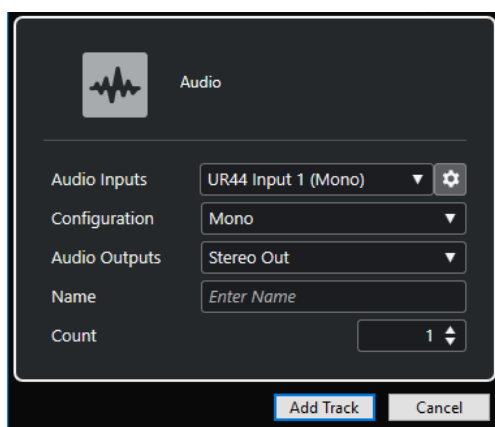 Audio
Audio Inputs UR44 Input 1 (Mono)
Configuration Mono
Audio Outputs Stereo Out
Name Enter Name
Count 1
Add Track Cancel